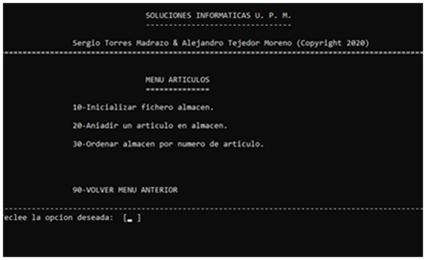 SOLUCIONES INFORMATICAS U. P. M.
Sergio Torres Madrazo & Alejandro Tejedor Moreno (Copyright 2020)
MENU ARTICULOS
10-Inicializar fichero almacen.
20-Aniadir un articulo en almacen.
30-Ordenar almacen por numero de articulo.
90-VOLVER MENU ANTERIOR
eclee la opcion deseada: [_ ]